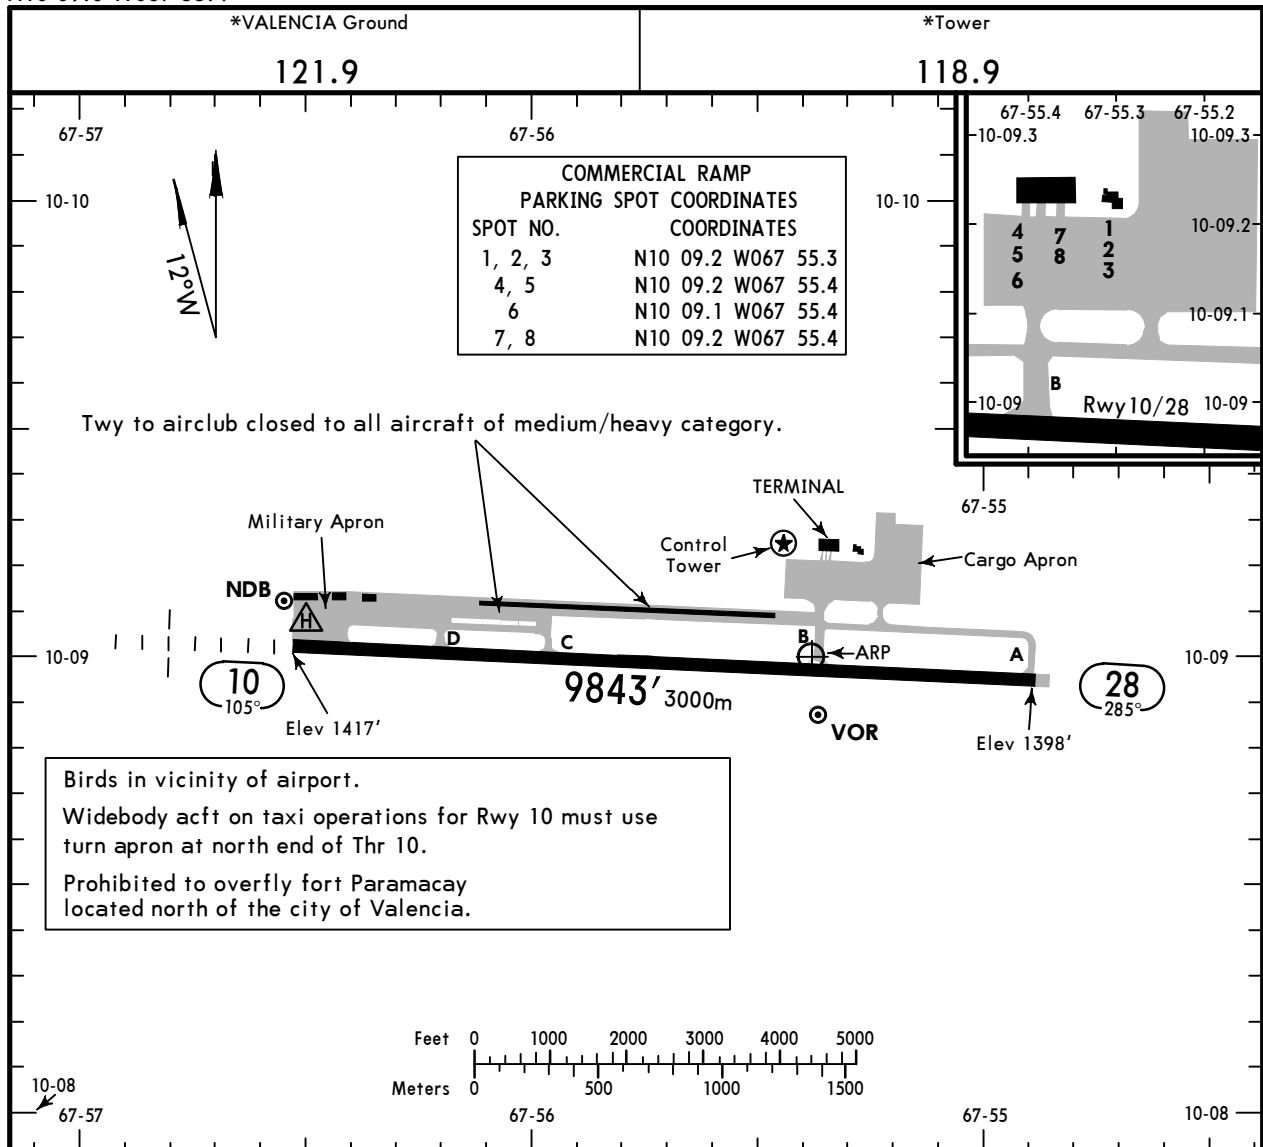 *VALENCIA Ground
*Tower
121.9
118.9
67-57
67-56
67-55.4 67-55.3 67-55.2
10-09.3 10-09.3
10-10
10-10
12°W
COMMERCIAL RAMP
PARKING SPOT COORDINATES
SPOT NO. COORDINATES
1, 2, 3 N10 09.2 W067 55.3
4, 5 N10 09.2 W067 55.4
6 N10 09.1 W067 55.4
7, 8 N10 09.2 W067 55.4
4
5
6
7
8
1
2
3
10-09.2
10-09.1
B
10-09 Rwy 10/28 10-09
Twy to airclub closed to all aircraft of medium/heavy category.
67-55
TERMINAL
Military Apron
Control
Tower
Cargo Apron
NDB
H
D
C
B
ARP
A
10-09
10-09
10
105°
9843' 3000m
28
285°
Elev 1417'
VOR
Elev 1398'
Birds in vicinity of airport.
Widebody acft on taxi operations for Rwy 10 must use
turn apron at north end of Thr 10.
Prohibited to overfly fort Paramacay
located north of the city of Valencia.
Feet 0 1000 2000 3000 4000 5000
Meters 0 500 1000 1500
10-08
67-57
67-56
67-55
10-08